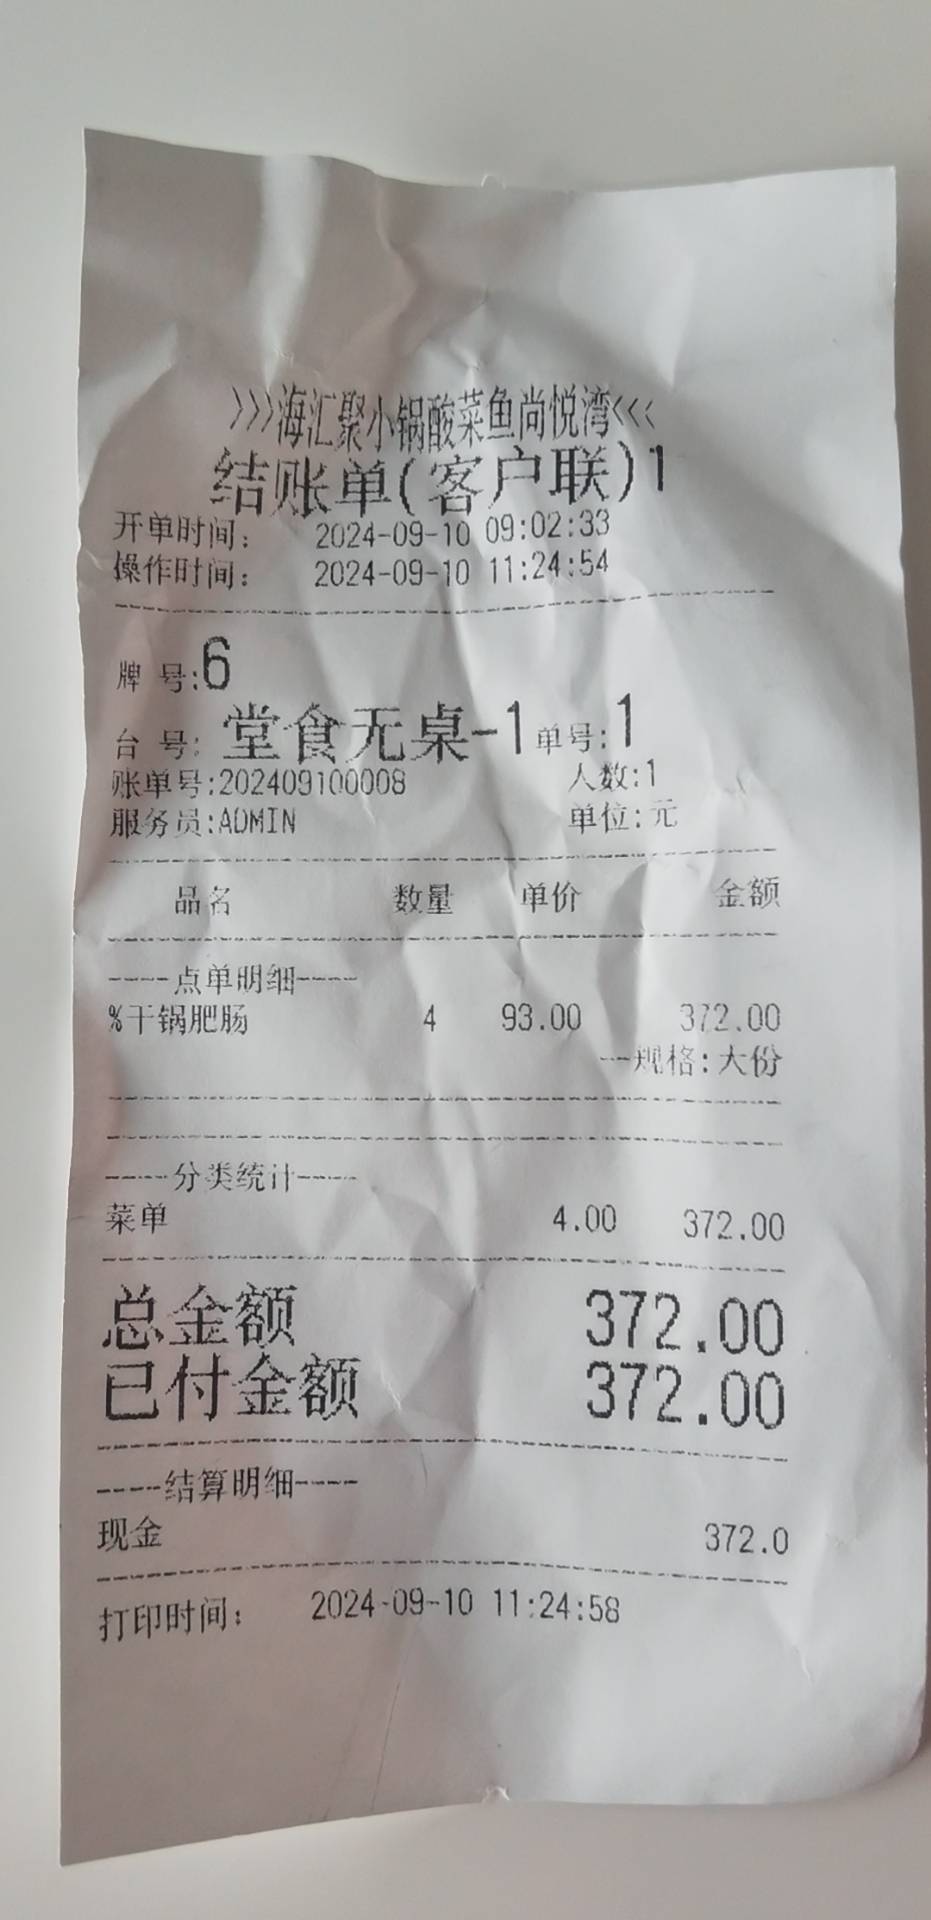 >>>海汇聚小锅酸菜鱼尚悦湾<<<
结账单(客户联)1
开单时间: 2024-09-10 09:02:33
操作时间: 2024-09-10 11:24:54
牌 号:6
台 号: 堂食无桌-1 单号:1
账单号:202409100008 人数:1
服务员:ADMIN 单位:元
品名 数量 单价 金额
----点单明细----
%干锅肥肠 4 93.00 372.00
--规格:大份
----分类统计----
菜单 4.00 372.00
总金额 372.00
已付金额 372.00
----结算明细----
现金 372.0
打印时间: 2024-09-10 11:24:58